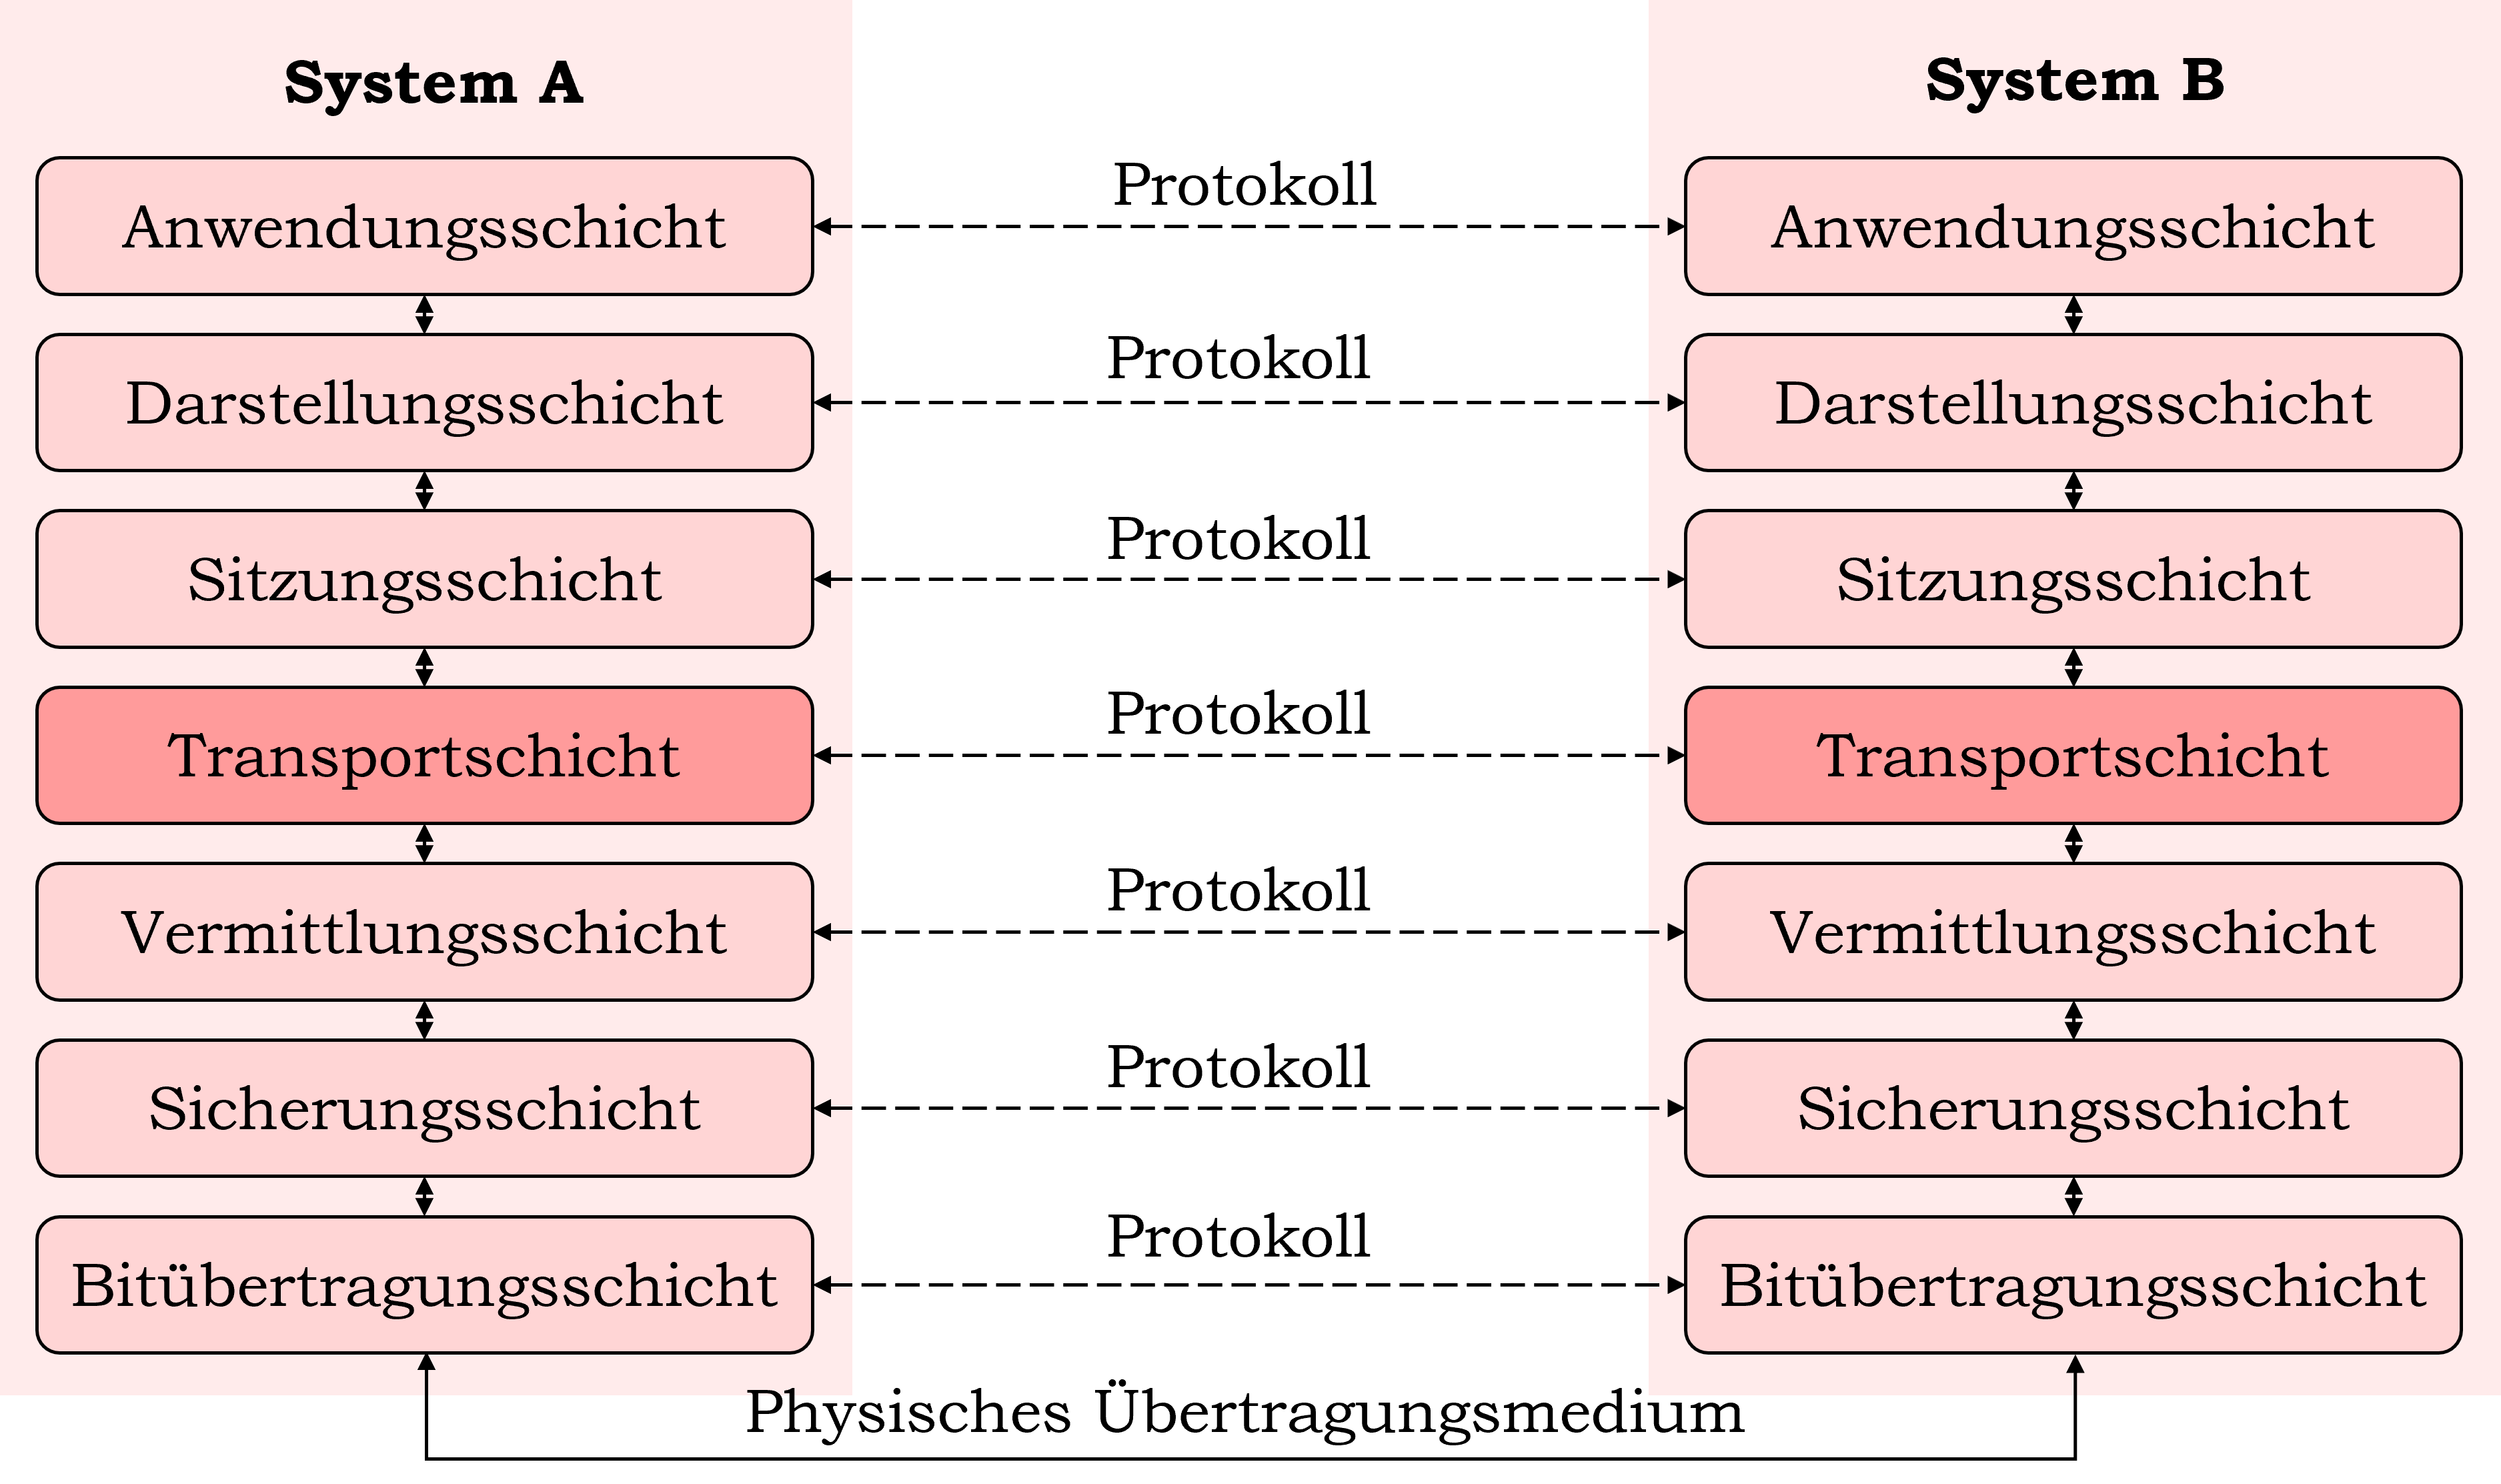 System A
System B
Anwendungsschicht
Protokoll
Anwendungsschicht
Darstellungsschicht
Protokoll
Darstellungsschicht
Sitzungsschicht
Protokoll
Sitzungsschicht
Transportschicht
Protokoll
Transportschicht
Vermittlungsschicht
Protokoll
Vermittlungsschicht
Sicherungsschicht
Protokoll
Sicherungsschicht
Bitübertragungsschicht
Protokoll
Bitübertragungsschicht
Physisches Übertragungsmedium